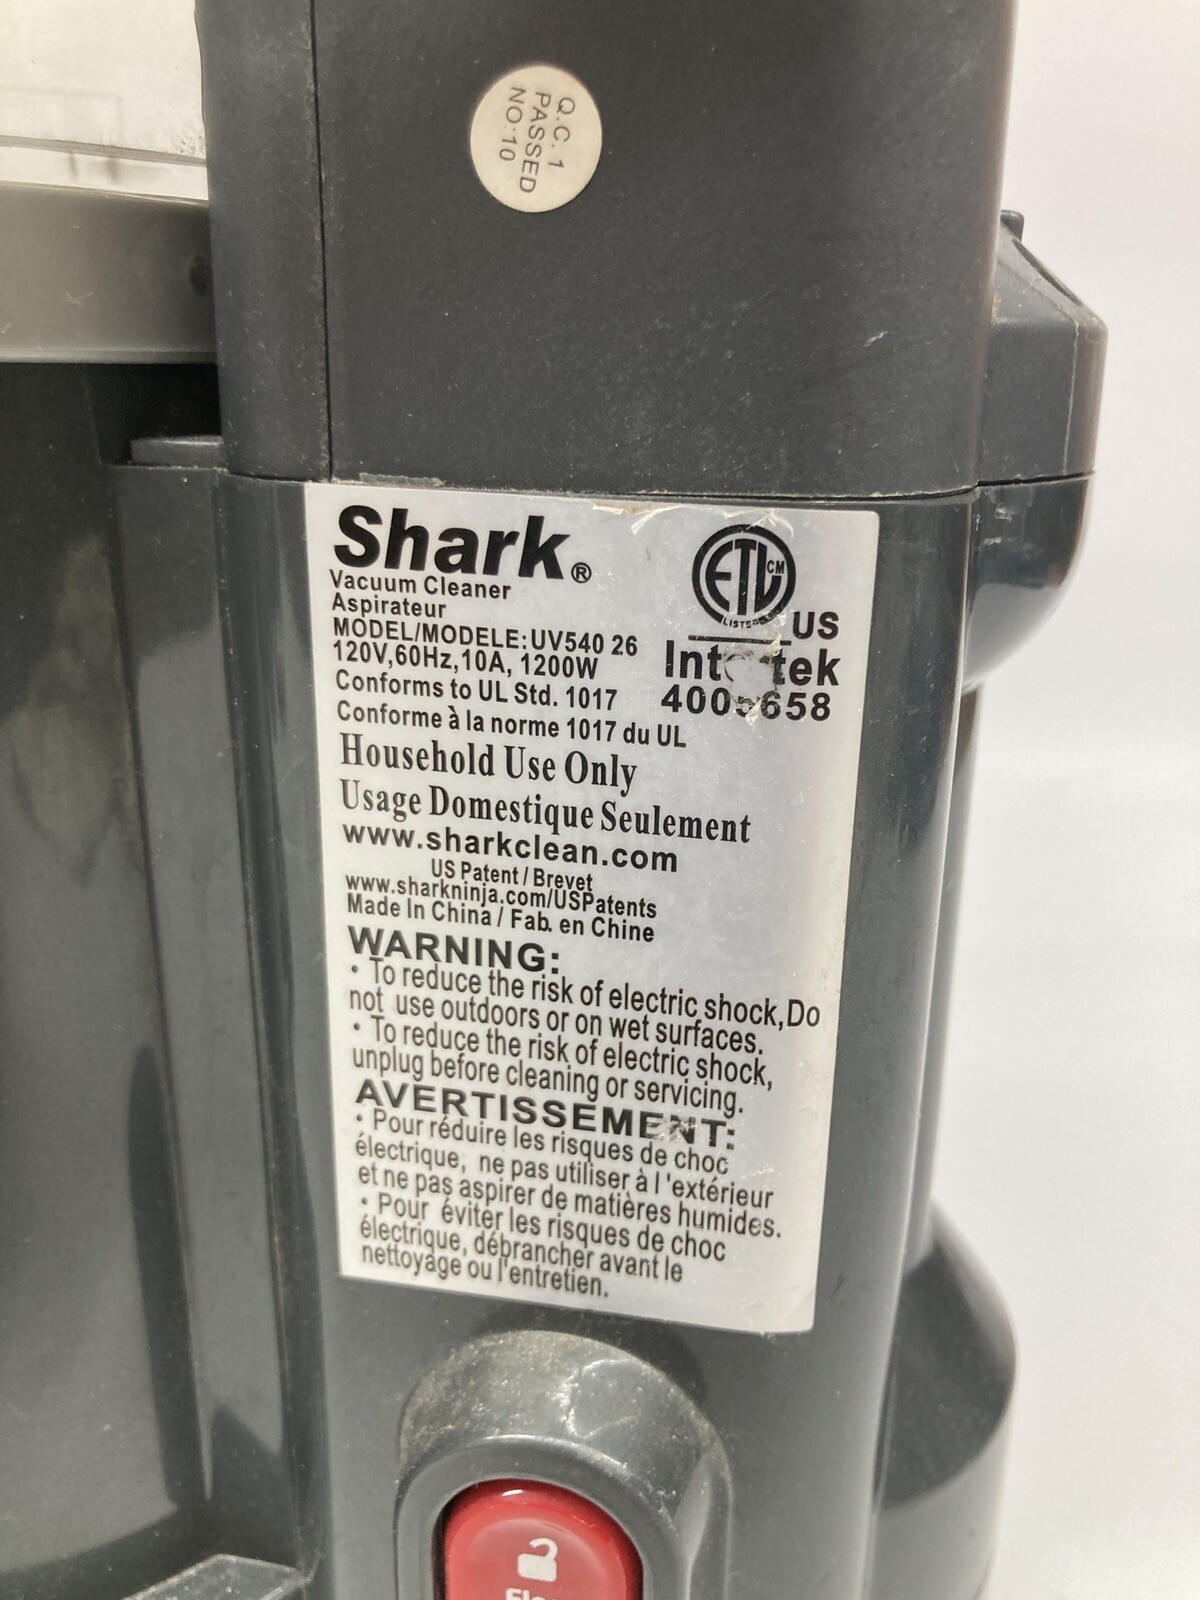 Q.C.1
PASSED
NO:10
Shark®
Vacuum Cleaner
Aspirateur
MODEL/MODELE:UV540 26
120V,60Hz,10A, 1200W
Conforms to UL Std. 1017
Conforme à la norme 1017 du UL
ETL CM
LISTED
US
Intertek
4005658
Household Use Only
Usage Domestique Seulement
www.sharkclean.com
US Patent / Brevet
www.sharkninja.com/USPatents
Made In China / Fab. en Chine
WARNING:
• To reduce the risk of electric shock,Do
not use outdoors or on wet surfaces.
• To reduce the risk of electric shock,
unplug before cleaning or servicing.
AVERTISSEMENT:
• Pour réduire les risques de choc
électrique, ne pas utiliser à l'extérieur
et ne pas aspirer de matières humides.
• Pour éviter les risques de choc
électrique, débrancher avant le
nettoyage ou l'entretien.